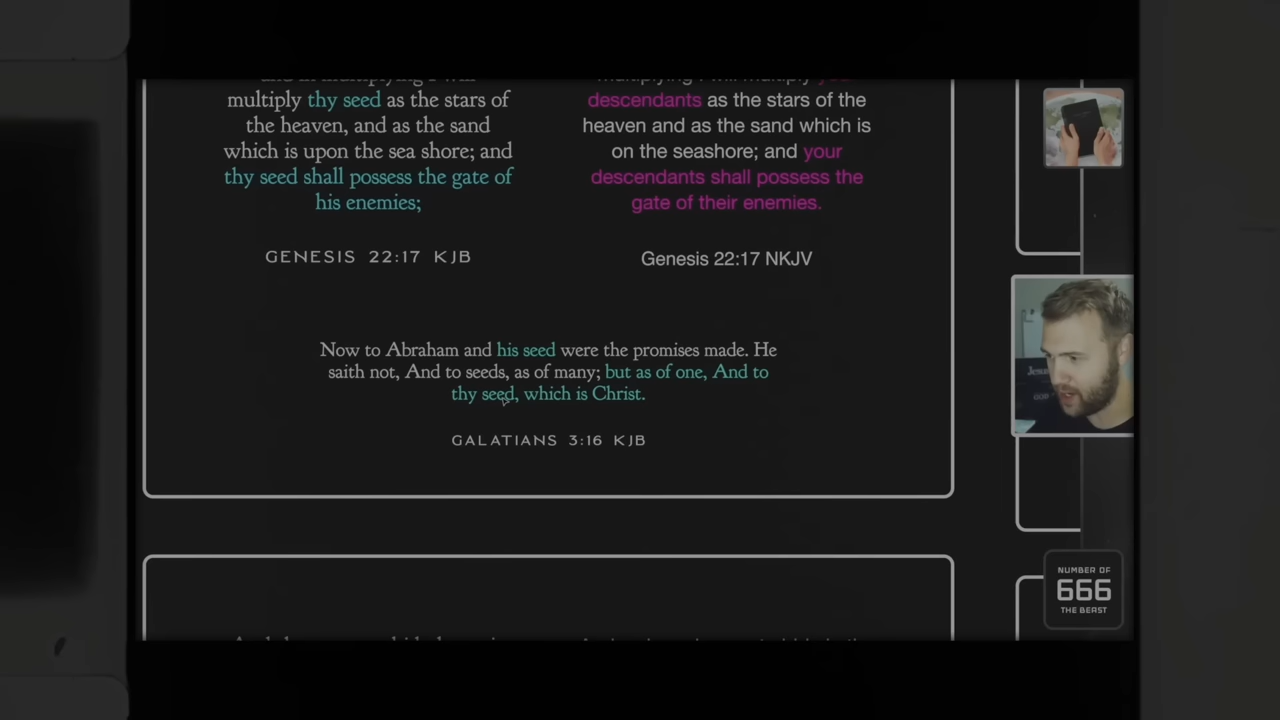 multiply thy seed as the stars of
the heaven, and as the sand
which is upon the sea shore; and
thy seed shall possess the gate of
his enemies;
GENESIS 22:17 KJB
multiplying I will multiply your
descendants as the stars of the
heaven and as the sand which is
on the seashore; and your
descendants shall possess the
gate of their enemies.
Genesis 22:17 NKJV
Now to Abraham and his seed were the promises made. He
saith not, And to seeds, as of many; but as of one, And to
thy seed, which is Christ.
GALATIANS 3:16 KJB
NUMBER OF
666
THE BEAST